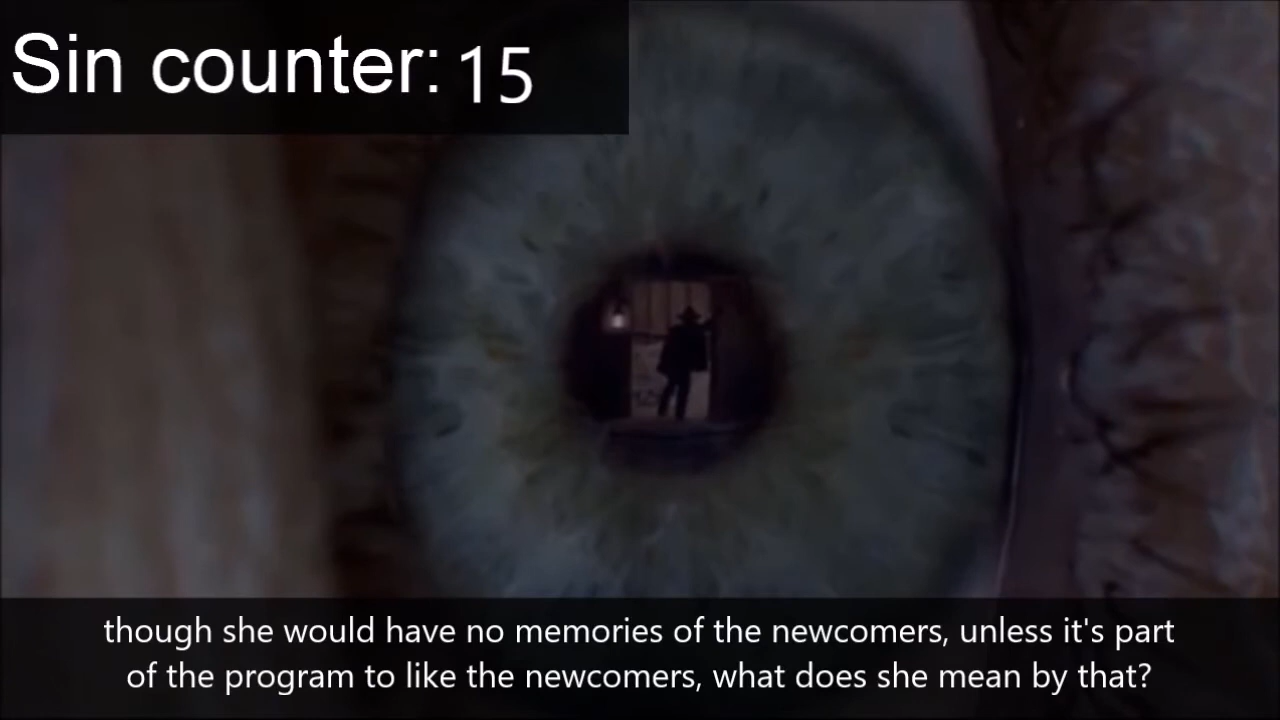 Sin counter: 15
though she would have no memories of the newcomers, unless it's part
of the program to like the newcomers, what does she mean by that?